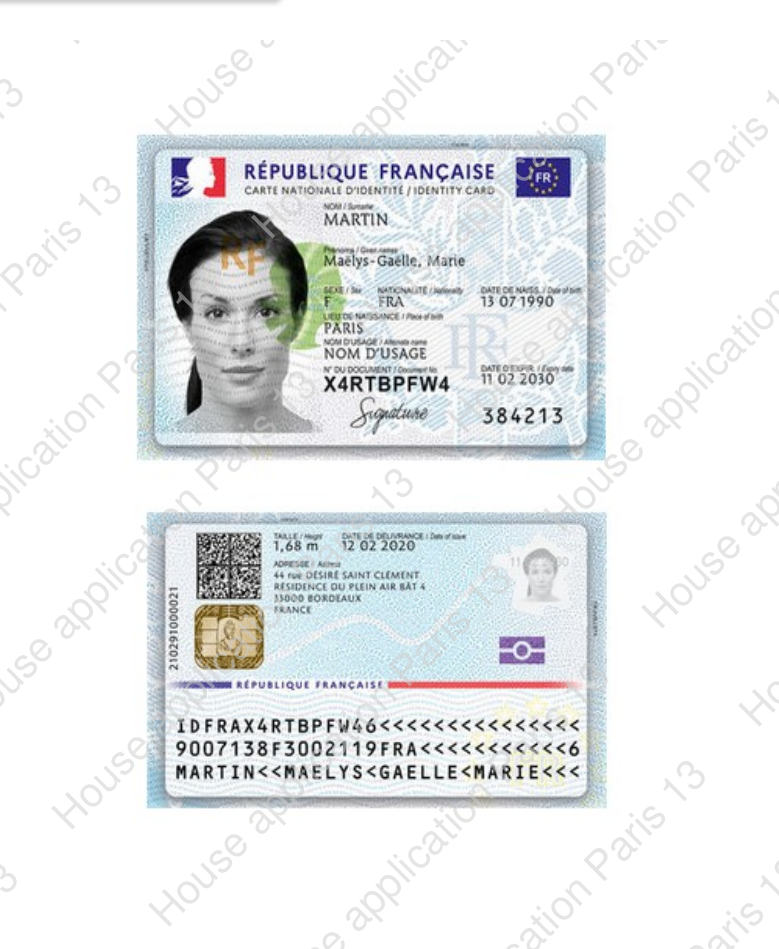 RÉPUBLIQUE FRANÇAISE
FR
CARTE NATIONALE D'IDENTITÉ / IDENTITY CARD
NOM / Surname
MARTIN
RF
Prénoms / Given names
Maëlys-Gaëlle, Marie
SEXE / Sex NATIONALITÉ / Nationality DATE DE NAISS. / Date of birth
F FRA 13 07 1990
LIEU DE NAISSANCE / Place of birth
PARIS
NOM D'USAGE / Alternate name
NOM D'USAGE
N° DU DOCUMENT / Document No DATE D'EXPIR. / Expiry date
X4RTBPFW4 11 02 2030
Signature
384213
TAILLE / Height DATE DE DÉLIVRANCE / Date of issue
1,68 m 12 02 2020
ADRESSE / Address
44 rue DÉSIRÉ SAINT CLÉMENT
RÉSIDENCE DU PLEIN AIR BÂT 4
33000 BORDEAUX
FRANCE
210291000021
RÉPUBLIQUE FRANÇAISE
IDFRAX4RTBPFW46<<<<<<<<<<<<<<<
9007138F3002119FRA<<<<<<<<<<<6
MARTIN<<MAELYS<GAELLE<MARIE<<<
House application Paris 13